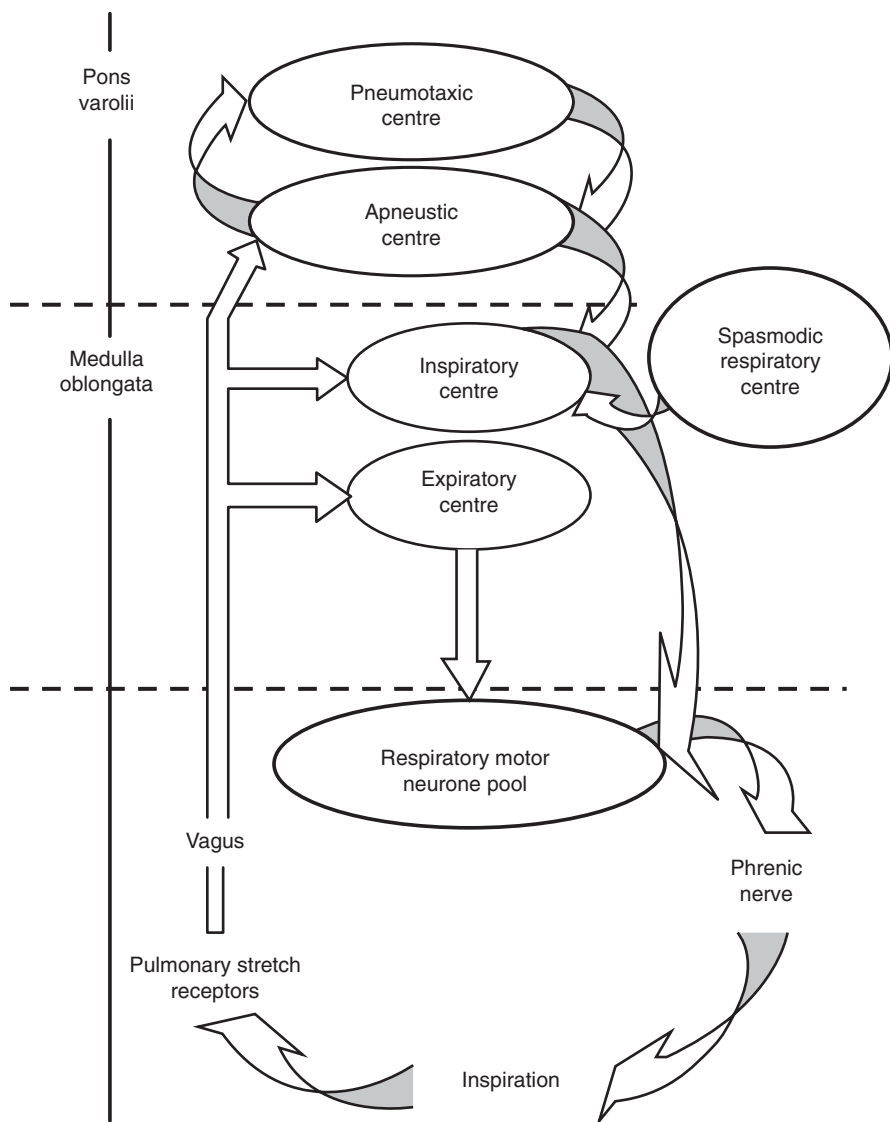 Pons
varolii
Pneumotaxic
centre
Apneustic
centre
Medulla
oblongata
Inspiratory
centre
Spasmodic
respiratory
centre
Expiratory
centre
Respiratory motor
neurone pool
Vagus
Phrenic
nerve
Pulmonary stretch
receptors
Inspiration